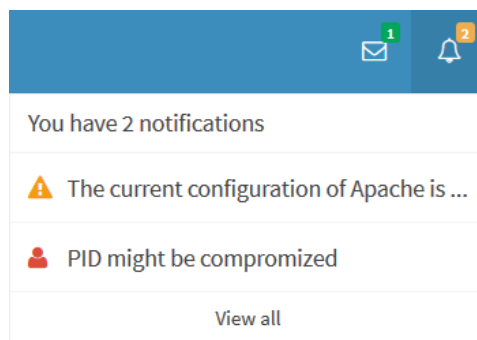 1
2
You have 2 notifications
The current configuration of Apache is ...
PID might be compromized
View all